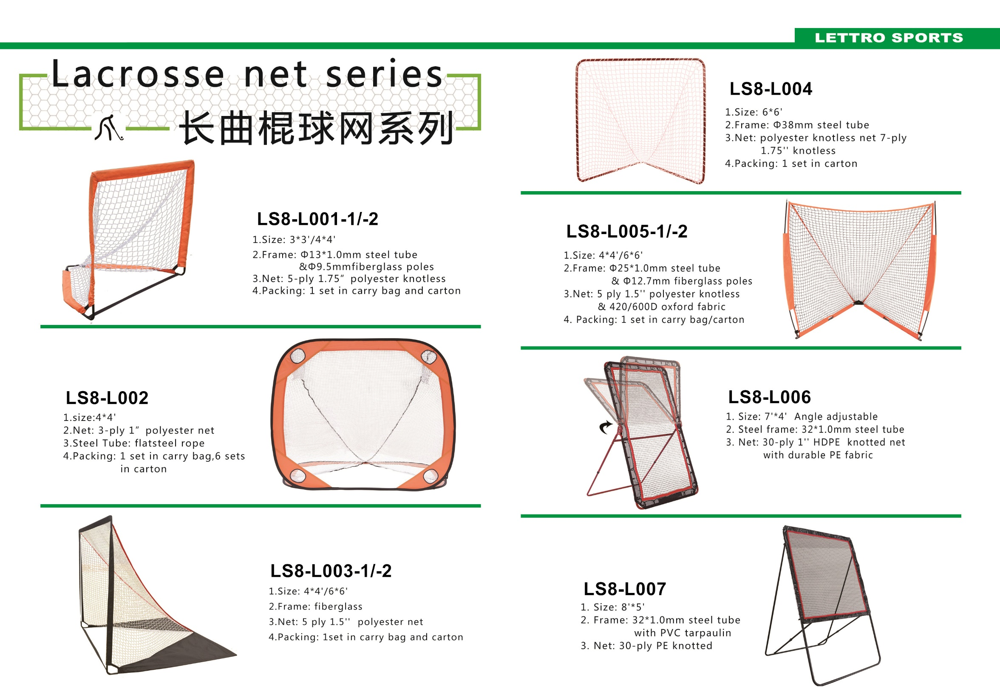 LETTRO SPORTS
Lacrosse net series
长曲棍球网系列
LS8-L001-1/-2
1.Size: 3*3'/4*4'
2.Frame: Φ13*1.0mm steel tube
&Φ9.5mmfiberglass poles
3.Net: 5-ply 1.75” polyester knotless
4.Packing: 1 set in carry bag and carton
LS8-L002
1.size:4*4'
2.Net: 3-ply 1” polyester net
3.Steel Tube: flatsteel rope
4.Packing: 1 set in carry bag,6 sets
in carton
LS8-L003-1/-2
1.Size: 4*4'/6*6'
2.Frame: fiberglass
3.Net: 5 ply 1.5'' polyester net
4.Packing: 1set in carry bag and carton
LS8-L004
1.Size: 6*6'
2.Frame: Φ38mm steel tube
3.Net: polyester knotless net 7-ply
1.75'' knotless
4.Packing: 1 set in carton
LS8-L005-1/-2
1.Size: 4*4'/6*6'
2.Frame: Φ25*1.0mm steel tube
& Φ12.7mm fiberglass poles
3.Net: 5 ply 1.5'' polyester knotless
& 420/600D oxford fabric
4. Packing: 1 set in carry bag/carton
LS8-L006
1. Size: 7'*4' Angle adjustable
2. Steel frame: 32*1.0mm steel tube
3. Net: 30-ply 1'' HDPE knotted net
with durable PE fabric
LS8-L007
1. Size: 8'*5'
2. Frame: 32*1.0mm steel tube
with PVC tarpaulin
3. Net: 30-ply PE knotted